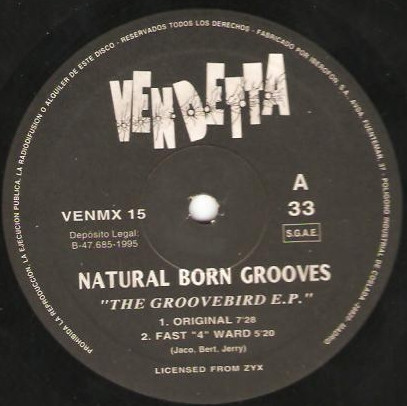 PROHIBIDA LA REPRODUCCION, LA EJECUCION PUBLICA, LA RADIODIFUSION O ALQUILER DE ESTE DISCO - RESERVADOS TODOS LOS DERECHOS - FABRICADO POR IBEROFON, S.A., AVDA. FUENTEMAR, 37 - POLIGONO INDUSTRIAL DE COSLADA -28820- MADRID
VENDETTA
VENMX 15
Depósito Legal:
B-47.685-1995
A
33
S.G.A.E.
NATURAL BORN GROOVES
"THE GROOVEBIRD E.P."
1. ORIGINAL 7'28
2. FAST "4" WARD 5'20
(Jaco, Bert, Jerry)
LICENSED FROM ZYX